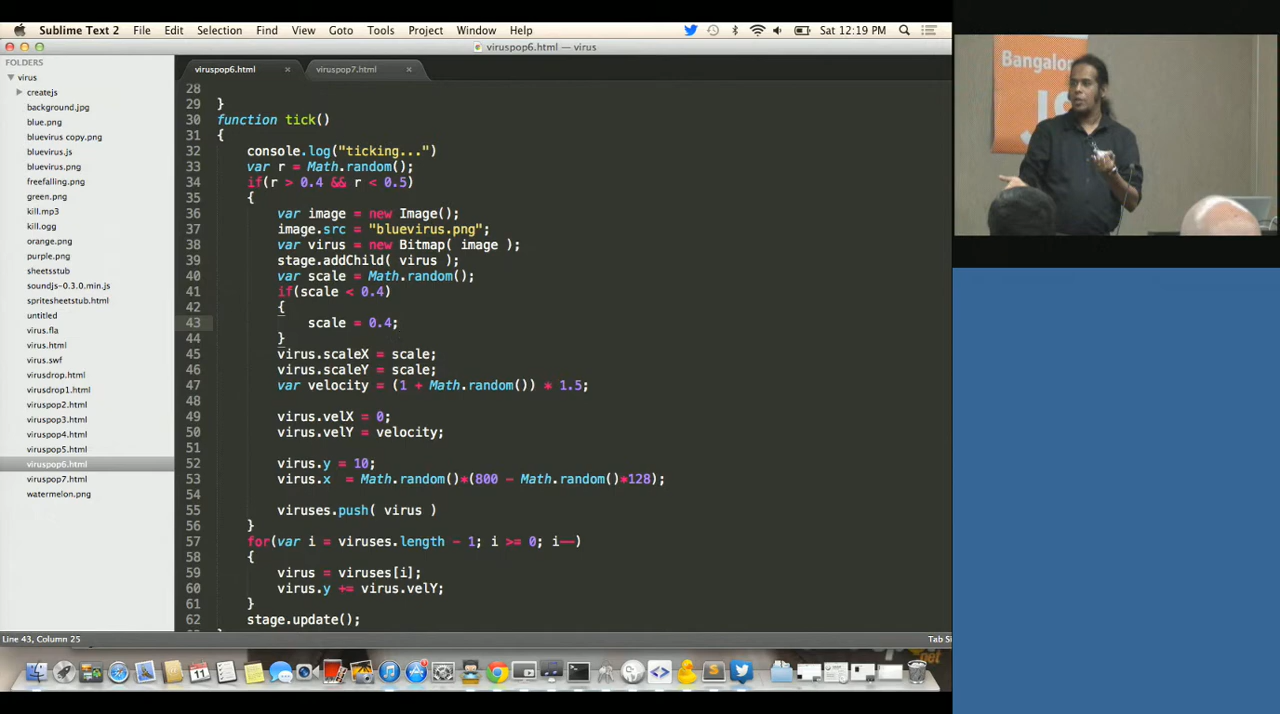 Sublime Text 2 File Edit Selection Find View Goto Tools Project Window Help Sat 12:19 PM
viruspop6.html — virus
FOLDERS
virus
createjs
background.jpg
blue.png
bluevirus copy.png
bluevirus.js
bluevirus.png
freefalling.png
green.png
kill.mp3
kill.ogg
orange.png
purple.png
sheetsstub
soundjs-0.3.0.min.js
spritesheetstub.html
untitled
virus.fla
virus.html
virus.swf
virusdrop.html
virusdrop1.html
viruspop2.html
viruspop3.html
viruspop4.html
viruspop5.html
viruspop6.html
viruspop7.html
watermelon.png
viruspop6.html × viruspop7.html ×
28
29 }
30 function tick()
31 {
32 console.log("ticking...")
33 var r = Math.random();
34 if(r > 0.4 && r < 0.5)
35 {
36 var image = new Image();
37 image.src = "bluevirus.png";
38 var virus = new Bitmap( image );
39 stage.addChild( virus );
40 var scale = Math.random();
41 if(scale < 0.4)
42 {
43 scale = 0.4;
44 }
45 virus.scaleX = scale;
46 virus.scaleY = scale;
47 var velocity = (1 + Math.random()) * 1.5;
48
49 virus.velX = 0;
50 virus.velY = velocity;
51
52 virus.y = 10;
53 virus.x = Math.random()*(800 - Math.random()*128);
54
55 viruses.push( virus )
56 }
57 for(var i = viruses.length - 1; i >= 0; i--)
58 {
59 virus = viruses[i];
60 virus.y += virus.velY;
61 }
62 stage.update();
Line 43, Column 25
Tab Si
Bangalor
JS